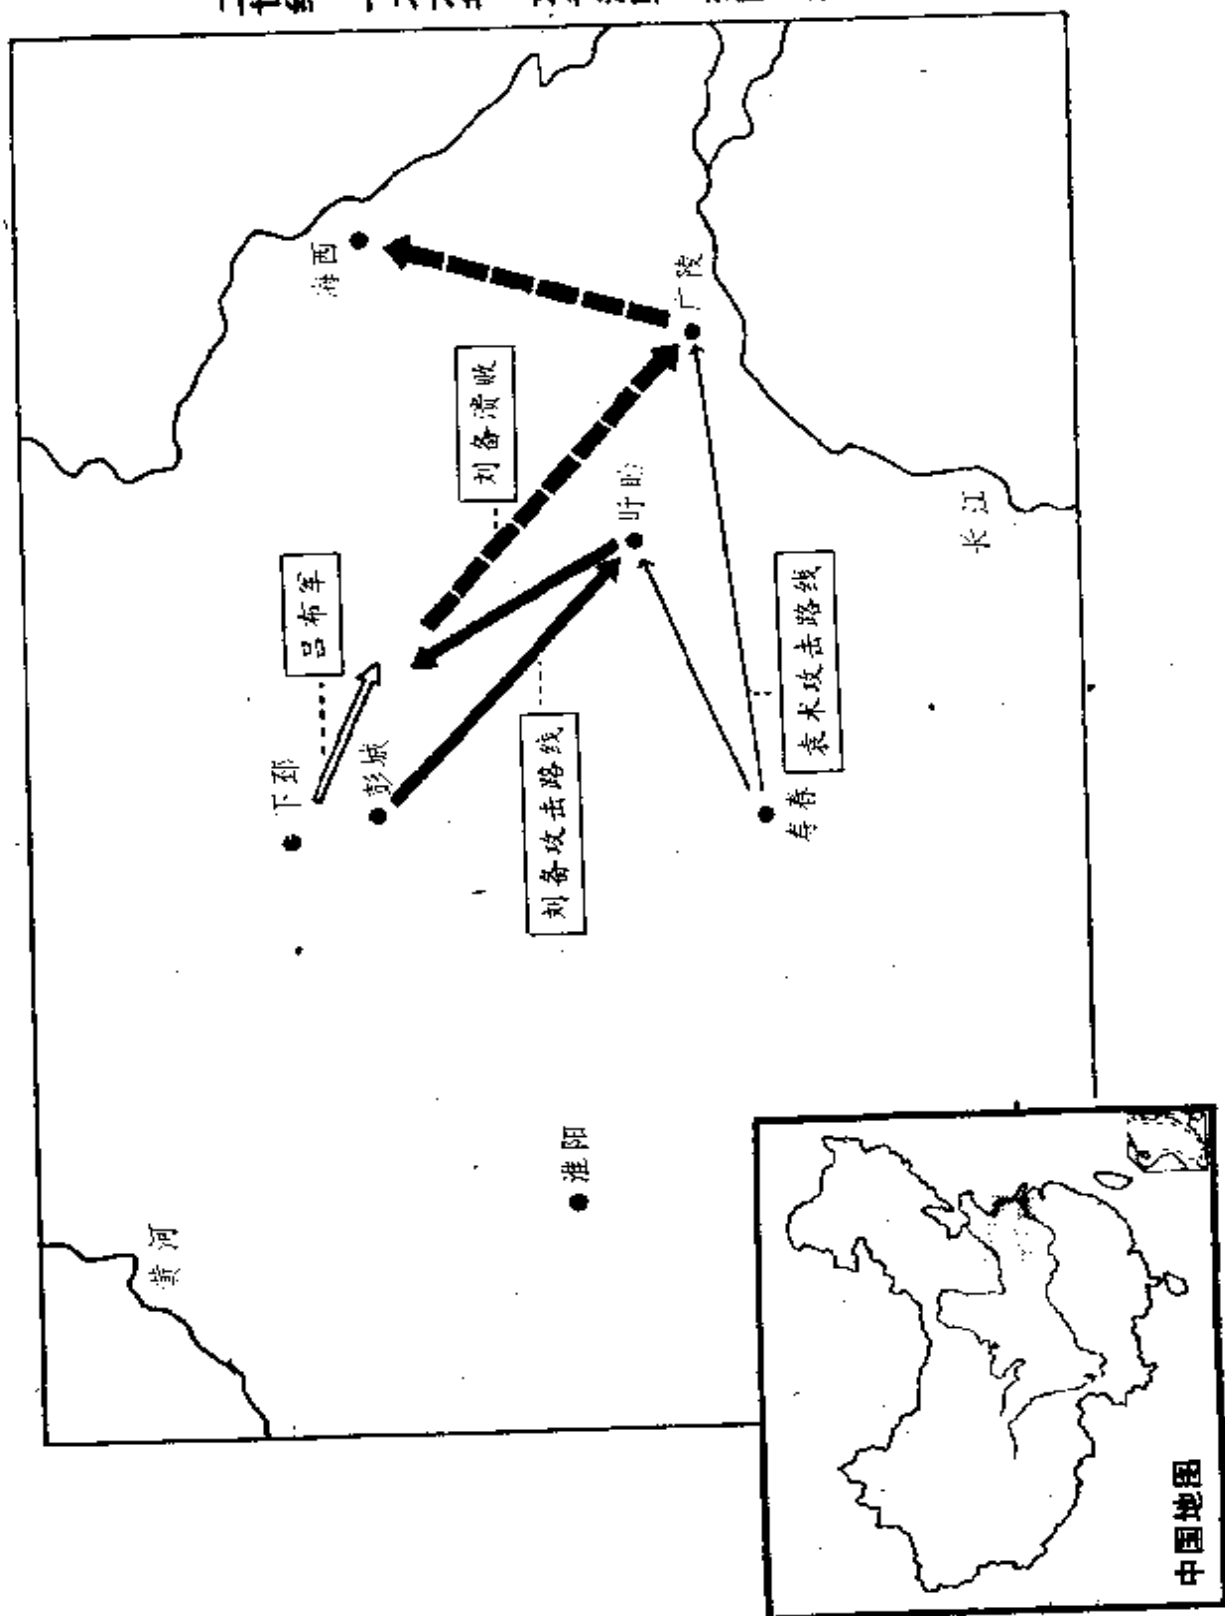 海西
广陵
刘备溃败
盱眙
吕布军
长江
下邳
彭城
刘备攻击路线
袁术攻击路线
寿春
淮阳
黄河
中国地图